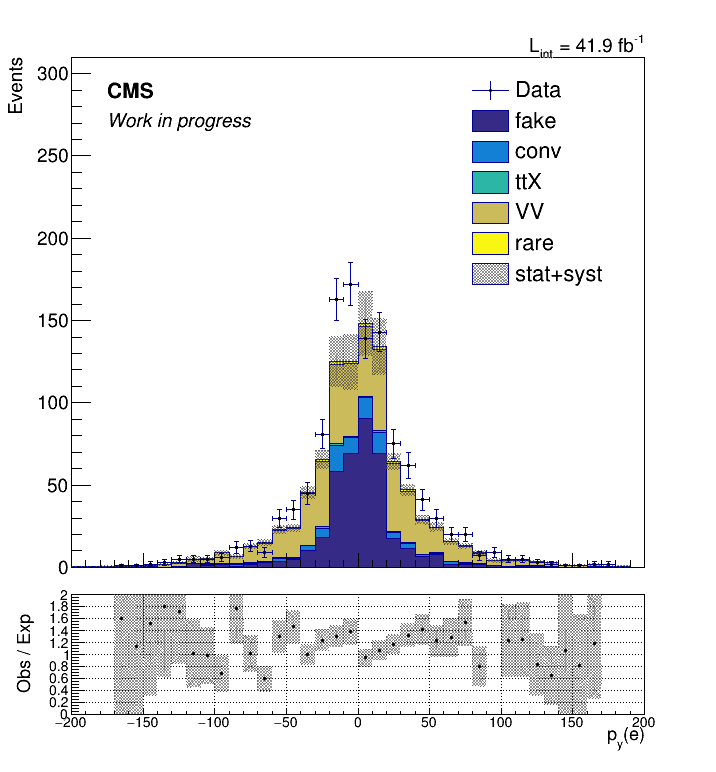 L_int = 41.9 fb^-1
Events
CMS
Work in progress
Data
fake
conv
ttX
VV
rare
stat+syst
300
250
200
150
100
50
0
Obs / Exp
2
1.8
1.6
1.4
1.2
1
0.8
0.6
0.4
0.2
0
−200 −150 −100 −50 0 50 100 150 200
p_y(e)